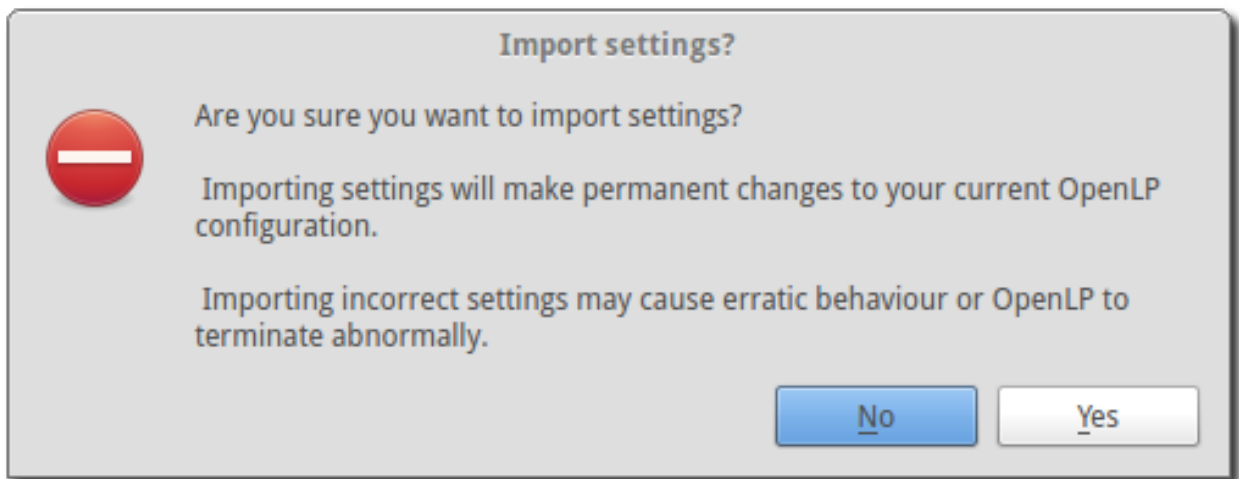 Import settings?
Are you sure you want to import settings?
Importing settings will make permanent changes to your current OpenLP
configuration.
Importing incorrect settings may cause erratic behaviour or OpenLP to
terminate abnormally.
No
Yes